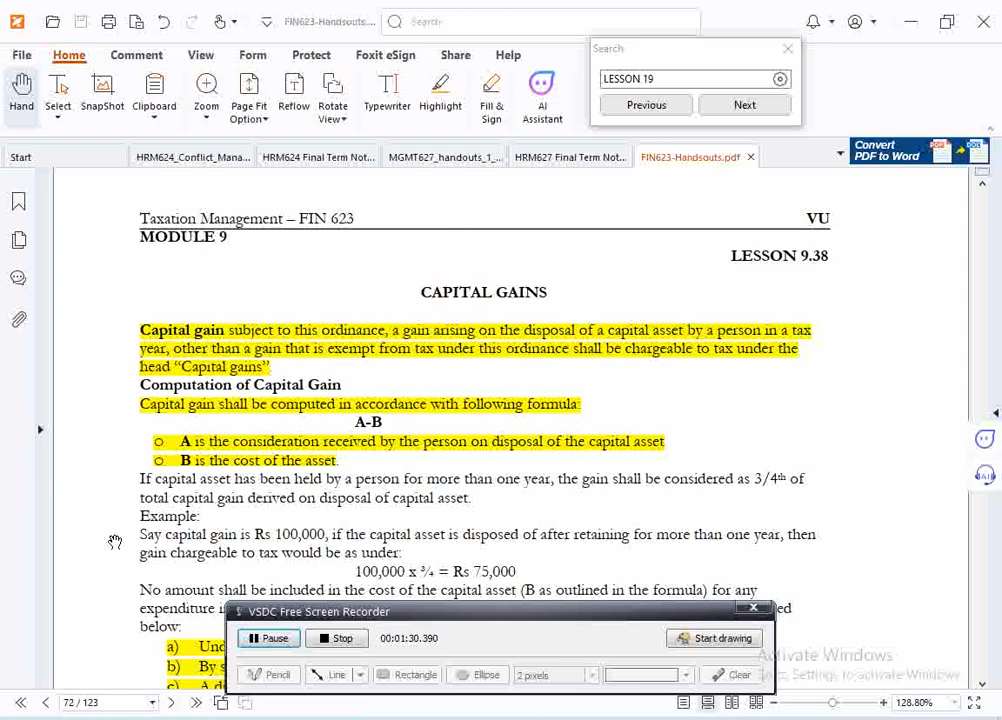 FIN623-Handsouts....
Search
File Home Comment View Form Protect Foxit eSign Share Help
Search
LESSON 19
Previous Next
Hand Select SnapShot Clipboard Zoom Page Fit Option Reflow Rotate View Typewriter Highlight Fill & Sign AI Assistant
Start HRM624_Conflict_Mana... HRM624 Final Term Not... MGMT627_handouts_1_... HRM627 Final Term Not... FIN623-Handsouts.pdf
Convert PDF to Word
Taxation Management – FIN 623 VU
MODULE 9
LESSON 9.38
CAPITAL GAINS
Capital gain subject to this ordinance, a gain arising on the disposal of a capital asset by a person in a tax
year, other than a gain that is exempt from tax under this ordinance shall be chargeable to tax under the
head “Capital gains”.
Computation of Capital Gain
Capital gain shall be computed in accordance with following formula:
A-B
o A is the consideration received by the person on disposal of the capital asset
o B is the cost of the asset.
If capital asset has been held by a person for more than one year, the gain shall be considered as 3/4th of
total capital gain derived on disposal of capital asset.
Example:
Say capital gain is Rs 100,000, if the capital asset is disposed of after retaining for more than one year, then
gain chargeable to tax would be as under:
100,000 x ¾ = Rs 75,000
No amount shall be included in the cost of the capital asset (B as outlined in the formula) for any
expenditure
below:
a) Und
b) By s
c) A d
VSDC Free Screen Recorder
Pause Stop 00:01:30.390 Start drawing
Pencil Line Rectangle Ellipse 2 pixels Clear
Activate Windows
Go to Settings to activate Windows.
72 / 123 128.80%